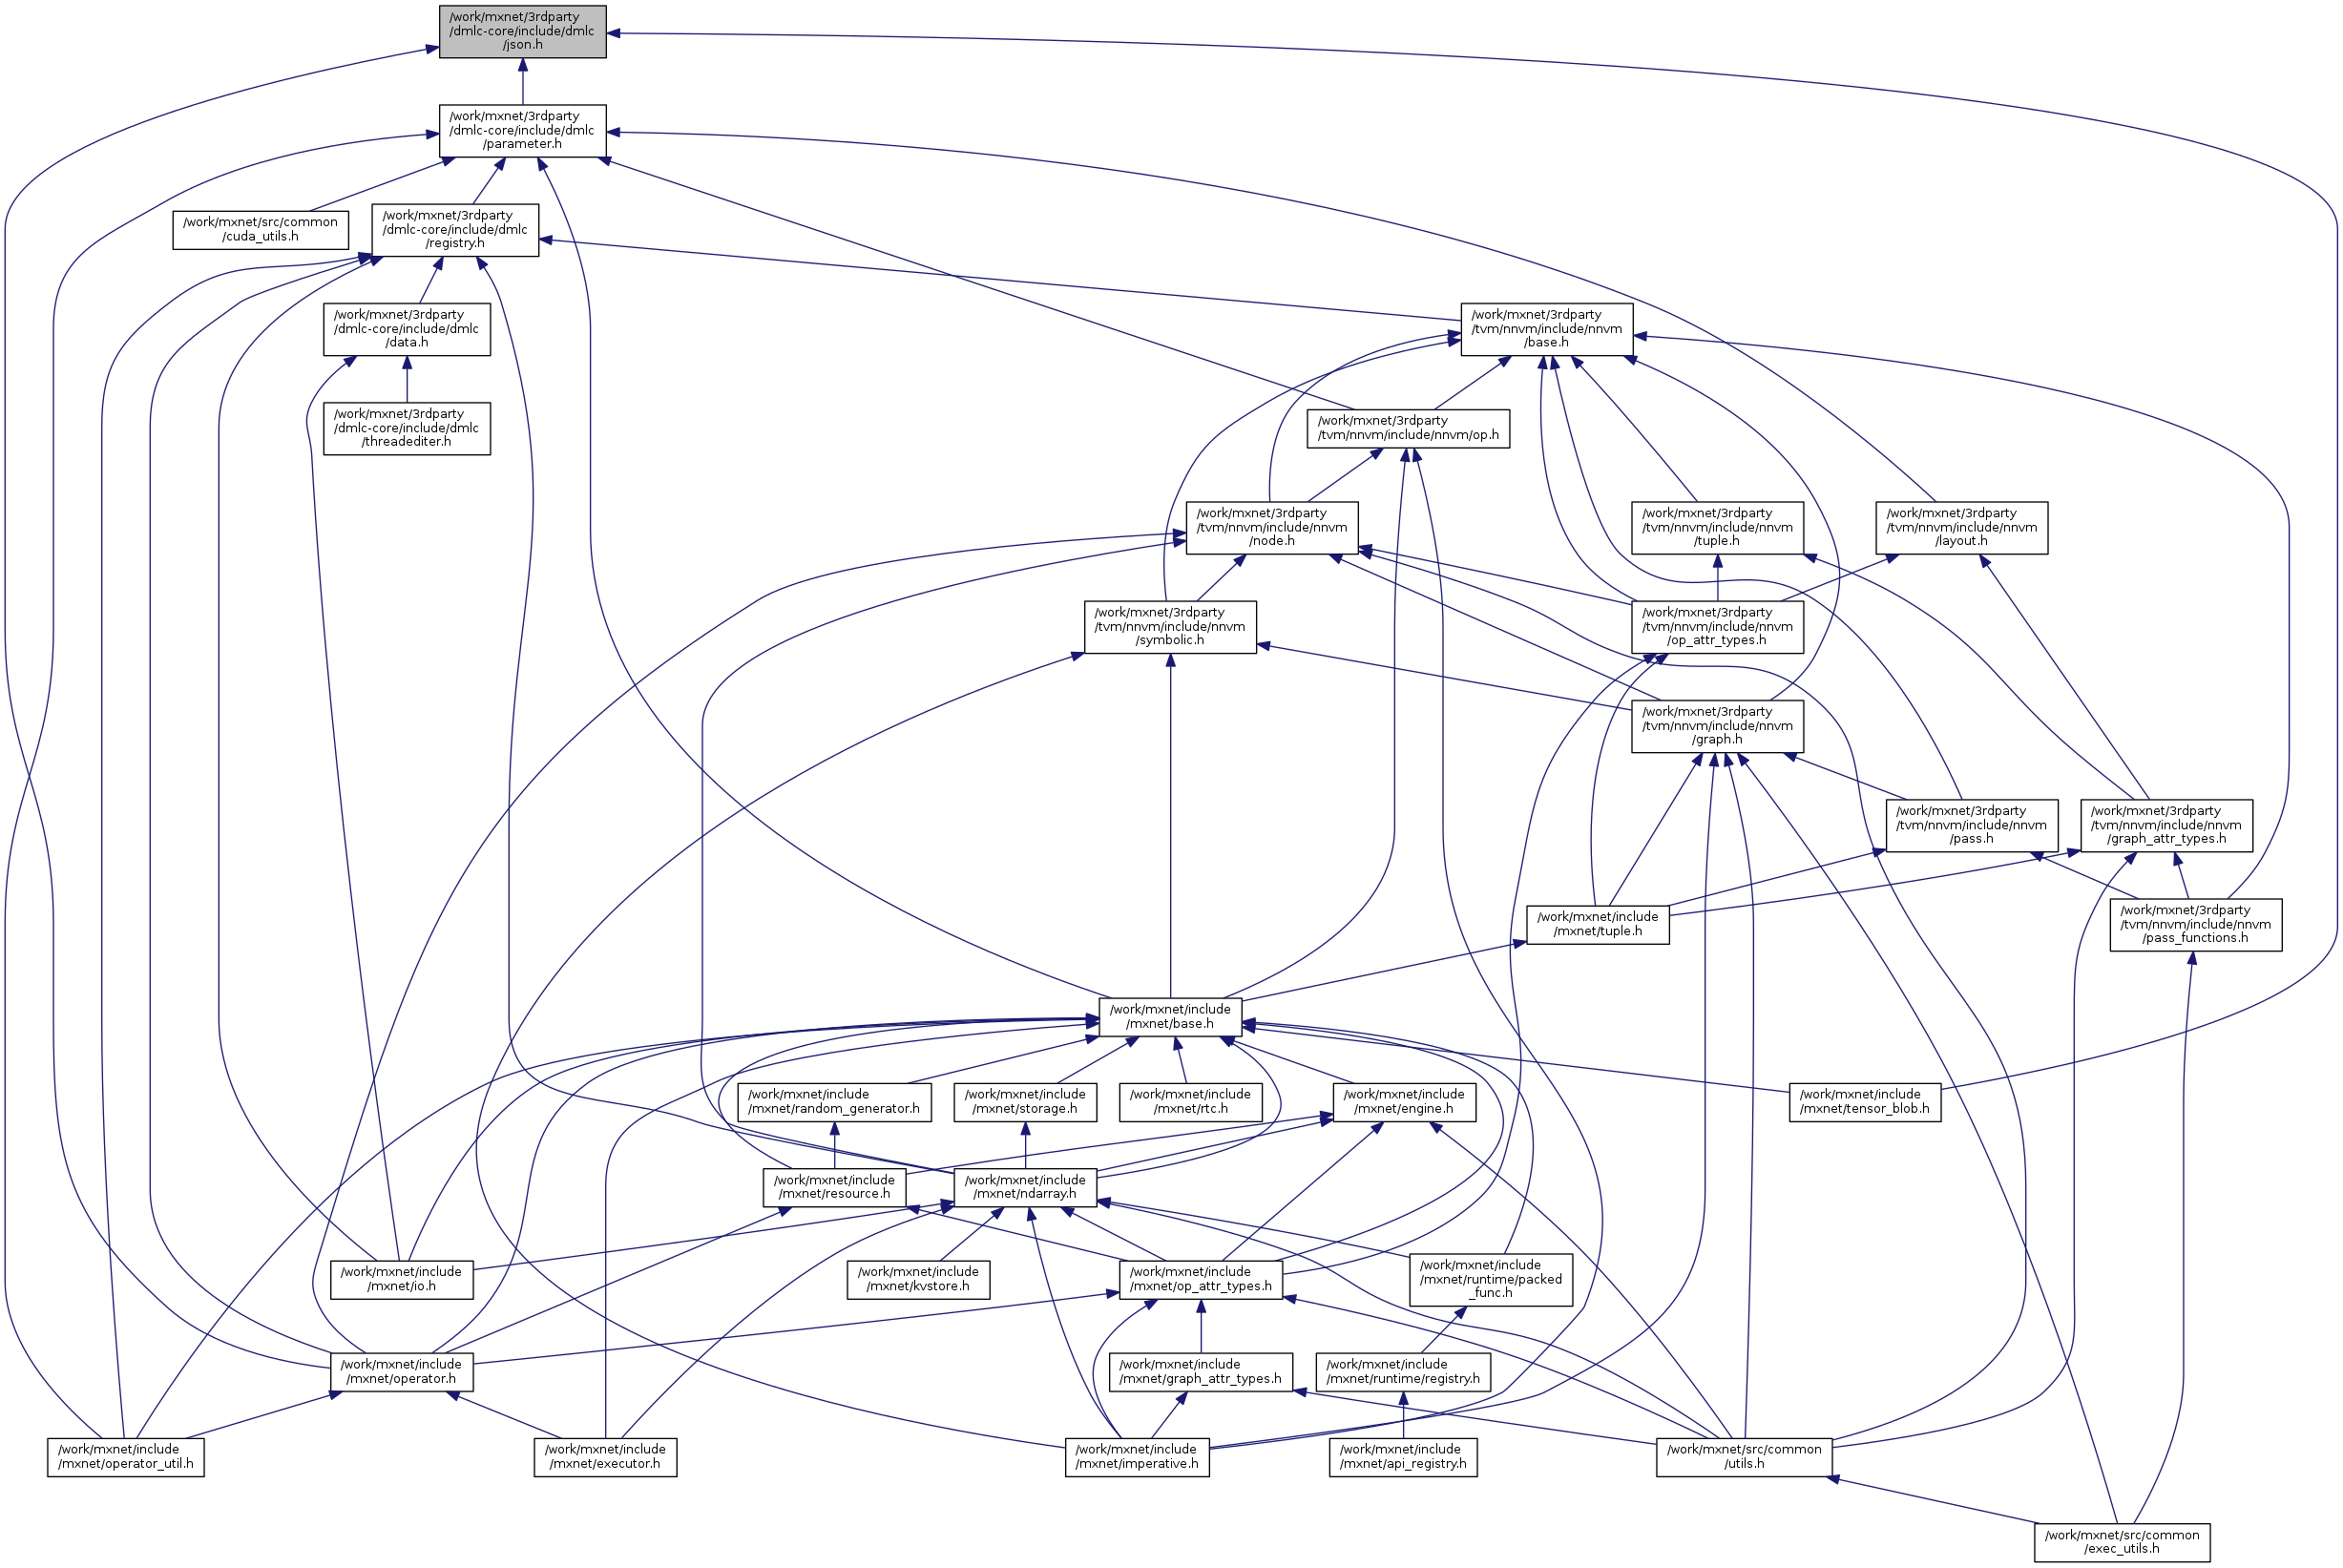 /work/mxnet/3rdparty
/dmlc-core/include/dmlc
/json.h
/work/mxnet/3rdparty
/dmlc-core/include/dmlc
/parameter.h
/work/mxnet/src/common
/cuda_utils.h
/work/mxnet/3rdparty
/dmlc-core/include/dmlc
/registry.h
/work/mxnet/3rdparty
/dmlc-core/include/dmlc
/data.h
/work/mxnet/3rdparty
/tvm/nnvm/include/nnvm
/base.h
/work/mxnet/3rdparty
/dmlc-core/include/dmlc
/threadediter.h
/work/mxnet/3rdparty
/tvm/nnvm/include/nnvm/op.h
/work/mxnet/3rdparty
/tvm/nnvm/include/nnvm
/node.h
/work/mxnet/3rdparty
/tvm/nnvm/include/nnvm
/tuple.h
/work/mxnet/3rdparty
/tvm/nnvm/include/nnvm
/layout.h
/work/mxnet/3rdparty
/tvm/nnvm/include/nnvm
/symbolic.h
/work/mxnet/3rdparty
/tvm/nnvm/include/nnvm
/op_attr_types.h
/work/mxnet/3rdparty
/tvm/nnvm/include/nnvm
/graph.h
/work/mxnet/3rdparty
/tvm/nnvm/include/nnvm
/pass.h
/work/mxnet/3rdparty
/tvm/nnvm/include/nnvm
/graph_attr_types.h
/work/mxnet/include
/mxnet/tuple.h
/work/mxnet/3rdparty
/tvm/nnvm/include/nnvm
/pass_functions.h
/work/mxnet/include
/mxnet/base.h
/work/mxnet/include
/mxnet/random_generator.h
/work/mxnet/include
/mxnet/storage.h
/work/mxnet/include
/mxnet/rtc.h
/work/mxnet/include
/mxnet/engine.h
/work/mxnet/include
/mxnet/tensor_blob.h
/work/mxnet/include
/mxnet/resource.h
/work/mxnet/include
/mxnet/ndarray.h
/work/mxnet/include
/mxnet/io.h
/work/mxnet/include
/mxnet/kvstore.h
/work/mxnet/include
/mxnet/op_attr_types.h
/work/mxnet/include
/mxnet/runtime/packed
_func.h
/work/mxnet/include
/mxnet/operator.h
/work/mxnet/include
/mxnet/graph_attr_types.h
/work/mxnet/include
/mxnet/runtime/registry.h
/work/mxnet/include
/mxnet/operator_util.h
/work/mxnet/include
/mxnet/executor.h
/work/mxnet/include
/mxnet/imperative.h
/work/mxnet/include
/mxnet/api_registry.h
/work/mxnet/src/common
/utils.h
/work/mxnet/src/common
/exec_utils.h